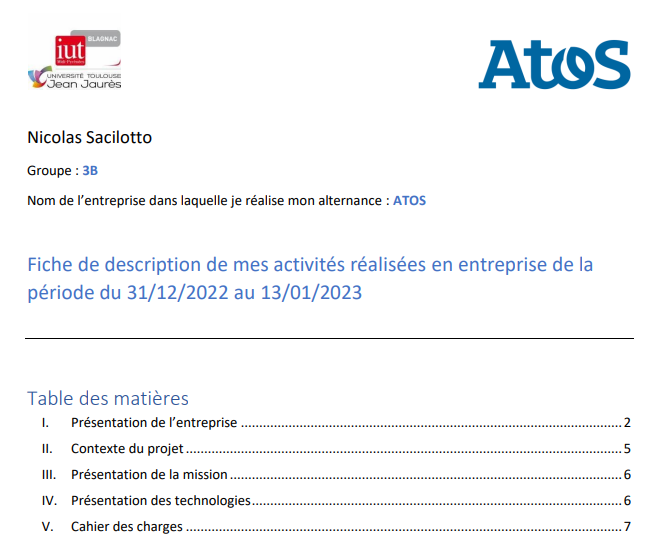 iut
BLAGNAC
UNIVERSITÉ TOULOUSE
Jean Jaurès
Atos
Nicolas Sacilotto
Groupe : 3B
Nom de l’entreprise dans laquelle je réalise mon alternance : ATOS
Fiche de description de mes activités réalisées en entreprise de la
période du 31/12/2022 au 13/01/2023
Table des matières
I. Présentation de l’entreprise ........ 2
II. Contexte du projet ........ 5
III. Présentation de la mission ........ 6
IV. Présentation des technologies ........ 6
V. Cahier des charges ........ 7